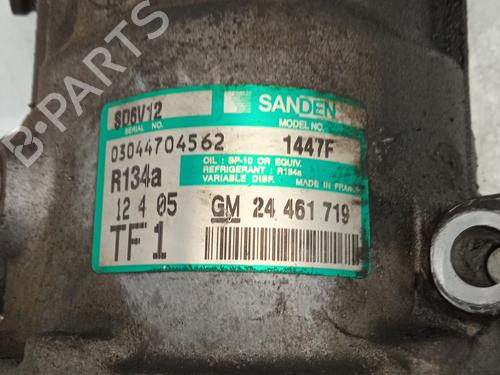 B-PARTS
SD6V12
SERIAL NO.
SANDEN
MODEL NO.
03044704562
1447F
R134a
OIL : SP-10 OR EQUIV.
REFRIGERANT : R134a
VARIABLE DISP. MADE IN FRANCE
12 4 05
GM 24 461 719
TF1